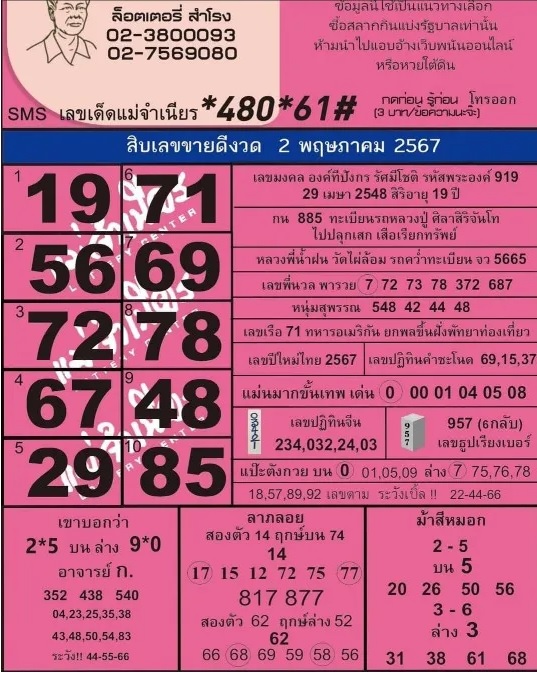 ล็อตเตอรี่ สำโรง
02-3800093
02-7569080
ข้อมูลนี้ใช้เป็นแนวทางเลือก
ซื้อสลากกินแบ่งรัฐบาลเท่านั้น
ห้ามนำไปแอบอ้างเว็บพนันออนไลน์
หรือหวยใต้ดิน
SMS เลขเด็ดแม่จำเนียร *480*61#
กดก่อน รู้ก่อน โทรออก
(3 บาท/ข้อความนะจ๊ะ)
สิบเลขขายดีงวด 2 พฤษภาคม 2567
1 19 6 71
2 56 7 69
3 72 8 78
4 67 9 48
5 29 10 85
เลขมงคล องค์ทีปังกร รัศมีโชติ รหัสพระองค์ 919
29 เมษา 2548 สิริอายุ 19 ปี
กน 885 ทะเบียนรถหลวงปู่ ศิลาสิริจันโท
ไปปลุกเสก เสือเรียกทรัพย์
หลวงพี่น้ำฝน วัดไผ่ล้อม รถคว่ำทะเบียน จว 5665
เลขพี่นวล พารวย 7 72 73 78 372 687
หนุ่มสุพรรณ 548 42 44 48
เลขเรือ 71 ทหารอเมริกัน ยกพลขึ้นฝั่งพัทยาท่องเที่ยว
เลขปีใหม่ไทย 2567 เลขปฏิทินคำชะโนด 69,15,37
แม่นมากขั้นเทพ เด่น 0 00 01 04 05 08
เลขปฏิทินจีน
234,032,24,03
957
957 (6กลับ)
เลขธูปเรียงเบอร์
แป๊ะตังกวย บน 0 01,05,09 ล่าง 7 75,76,78
18,57,89,92 เลขตาม ระวังเบิ้ล !! 22-44-66
เขาบอกว่า
2*5 บน ล่าง 9*0
อาจารย์ ก.
352 438 540
04,23,25,35,38
43,48,50,54,83
ระวัง!! 44-55-66
ลาภลอย
สองตัว 14 ฤกษ์บน 74
14
17 15 12 72 75 77
817 877
สองตัว 62 ฤกษ์ล่าง 52
62
66 68 69 59 58 56
ม้าสีหมอก
2 - 5
บน 5
20 26 50 56
3 - 6
ล่าง 3
31 38 61 68